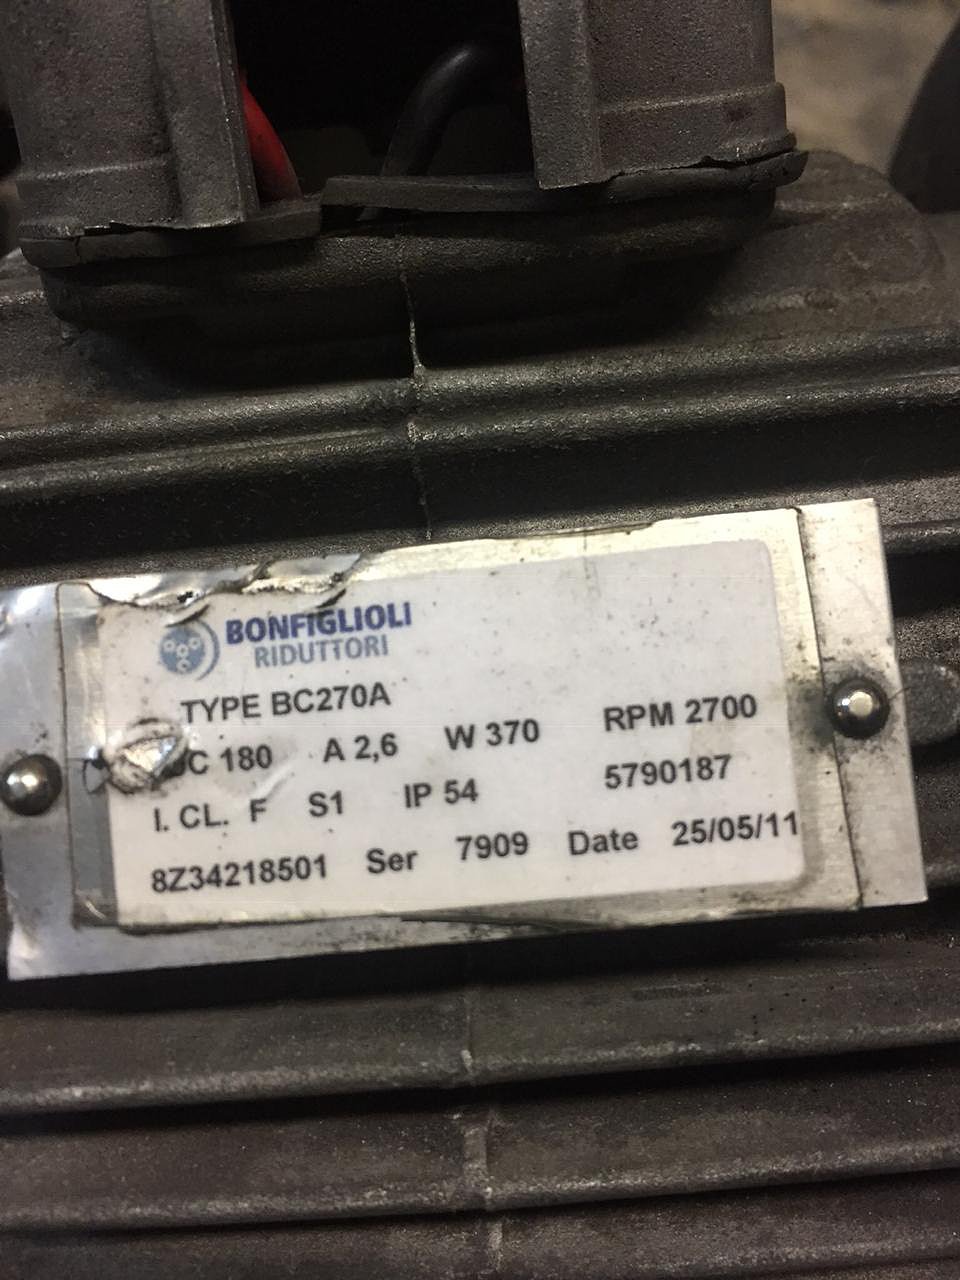 BONFIGLIOLI
RIDUTTORI
TYPE BC270A
180 A 2,6 W 370 RPM 2700
I. CL. F S1 IP 54 5790187
8Z34218501 Ser 7909 Date 25/05/11